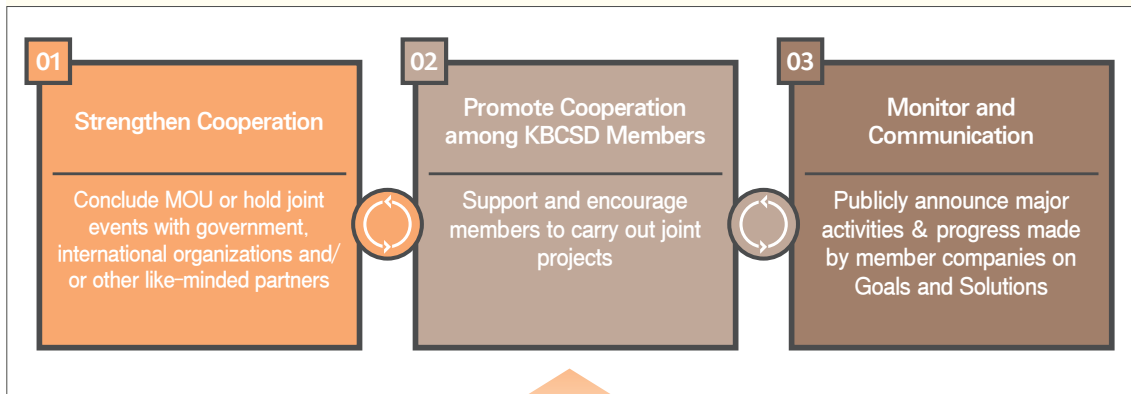 01
Strengthen Cooperation
Conclude MOU or hold joint
events with government,
international organizations and/
or other like-minded partners
02
Promote Cooperation
among KBCSD Members
Support and encourage
members to carry out joint
projects
03
Monitor and
Communication
Publicly announce major
activities & progress made
by member companies on
Goals and Solutions